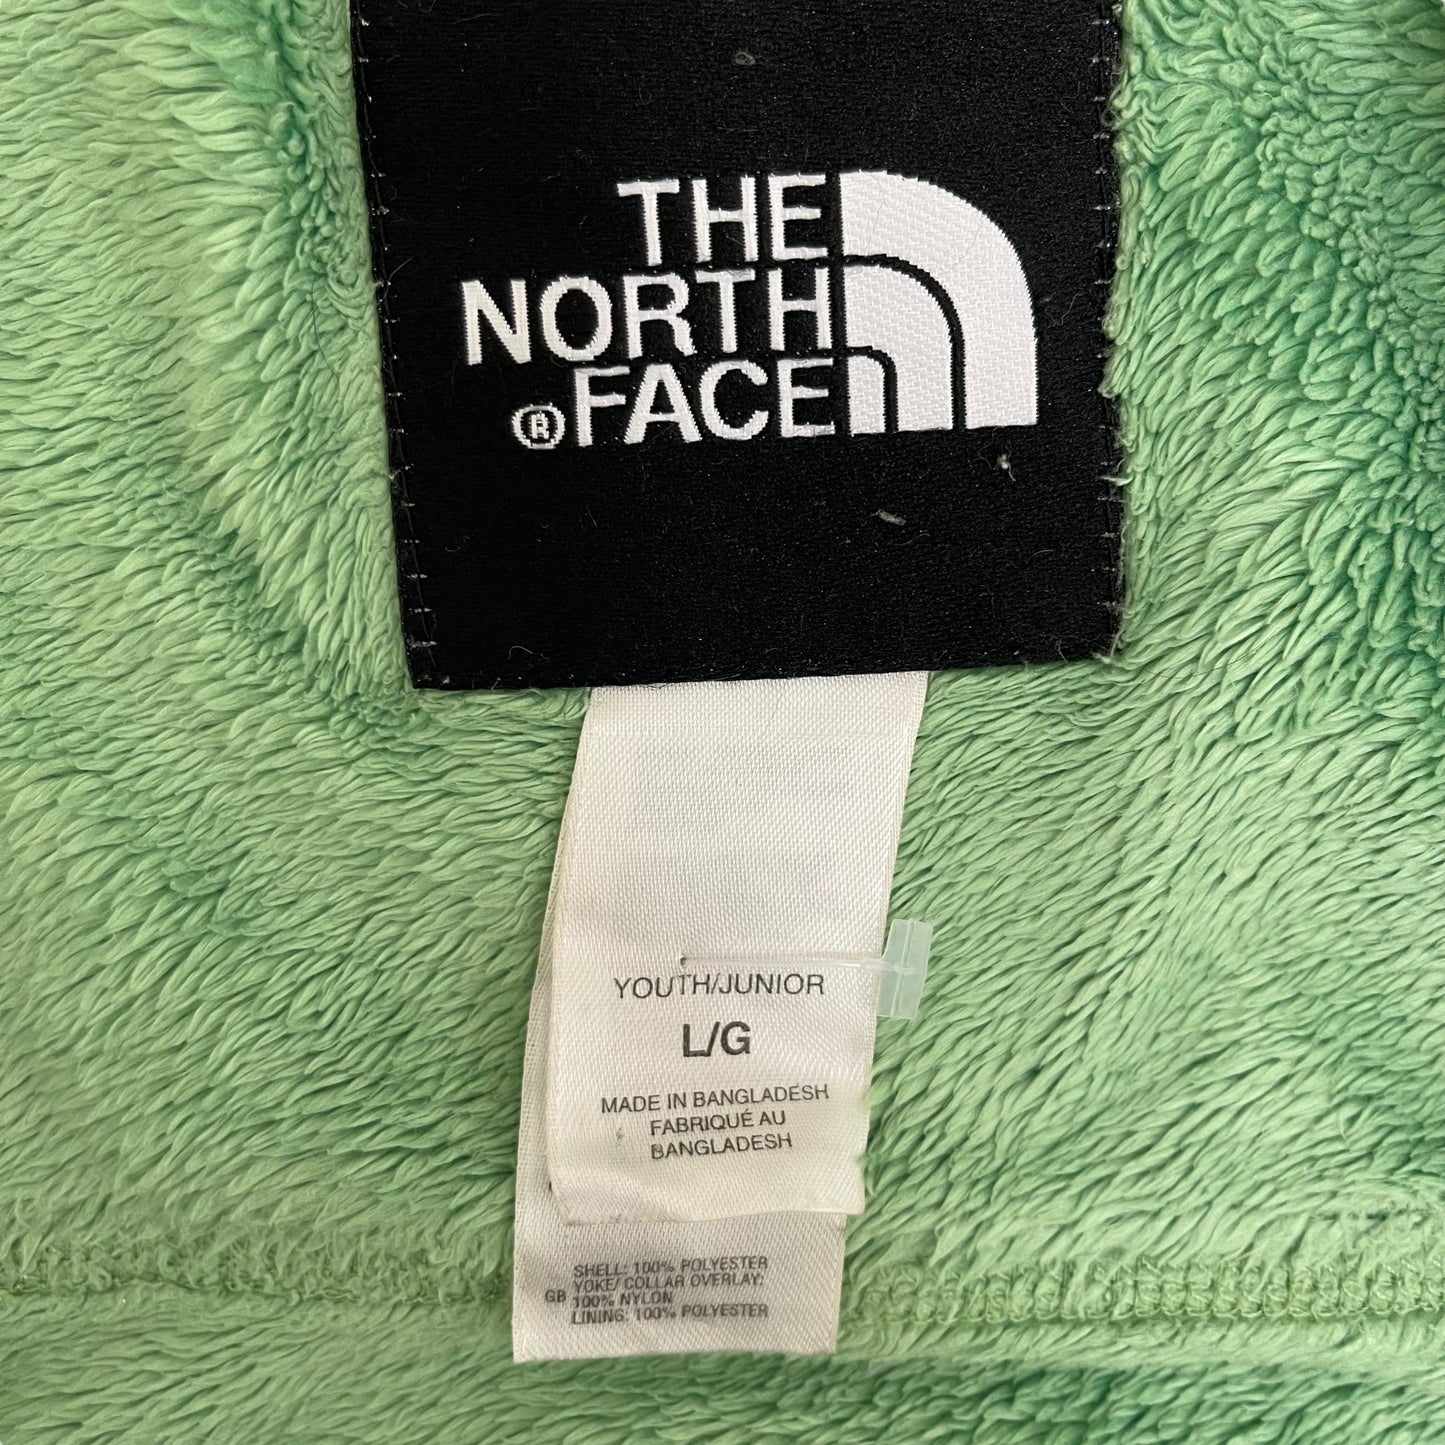 THE
NORTH
® FACE
YOUTH/JUNIOR
L/G
MADE IN BANGLADESH
FABRIQUÉ AU
BANGLADESH
SHELL: 100% POLYESTER
YOKE/ COLLAR OVERLAY:
GB 100% NYLON
LINING: 100% POLYESTER